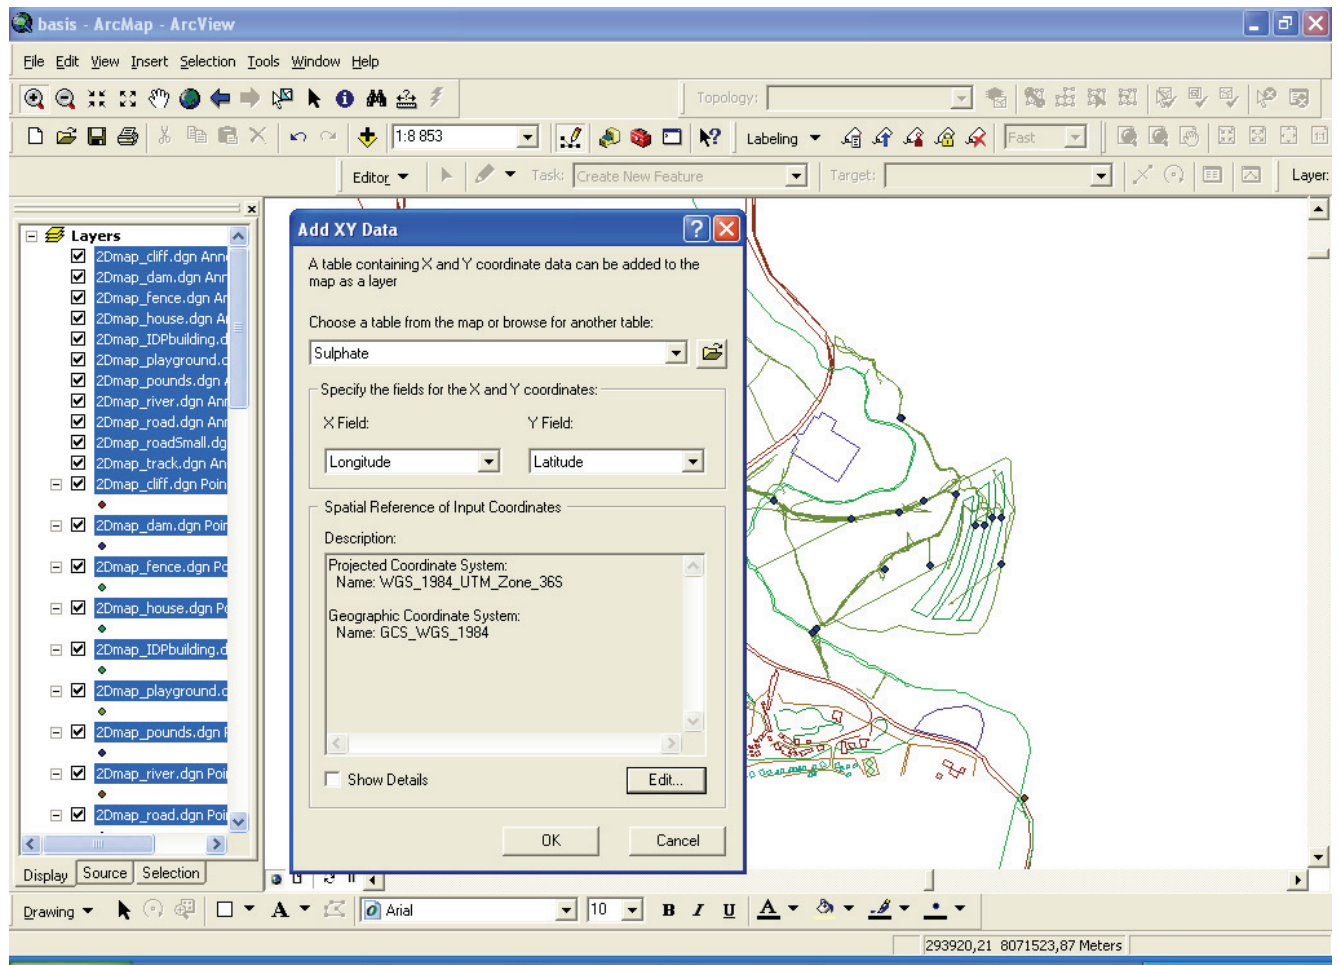 basis - ArcMap - ArcView
File Edit View Insert Selection Tools Window Help
Topology:
1:8 853
Labeling
Fast
Editor
Task: Create New Feature
Target:
Layer:
Layers
2Dmap_cliff.dgn Ann
2Dmap_dam.dgn Ann
2Dmap_fence.dgn An
2Dmap_house.dgn A
2Dmap_IDPbuilding.d
2Dmap_playground.d
2Dmap_pounds.dgn A
2Dmap_river.dgn Ann
2Dmap_road.dgn Ann
2Dmap_roadSmall.dg
2Dmap_track.dgn An
2Dmap_cliff.dgn Poin
2Dmap_dam.dgn Poin
2Dmap_fence.dgn Po
2Dmap_house.dgn Po
2Dmap_IDPbuilding.d
2Dmap_playground.d
2Dmap_pounds.dgn P
2Dmap_river.dgn Poi
2Dmap_road.dgn Poi
Display Source Selection
Add XY Data
A table containing X and Y coordinate data can be added to the
map as a layer
Choose a table from the map or browse for another table:
Sulphate
Specify the fields for the X and Y coordinates:
X Field:
Y Field:
Longitude
Latitude
Spatial Reference of Input Coordinates
Description:
Projected Coordinate System:
Name: WGS_1984_UTM_Zone_36S
Geographic Coordinate System:
Name: GCS_WGS_1984
Show Details
Edit...
OK
Cancel
Drawing
A
Arial
10
B I U A
293920,21 8071523,87 Meters